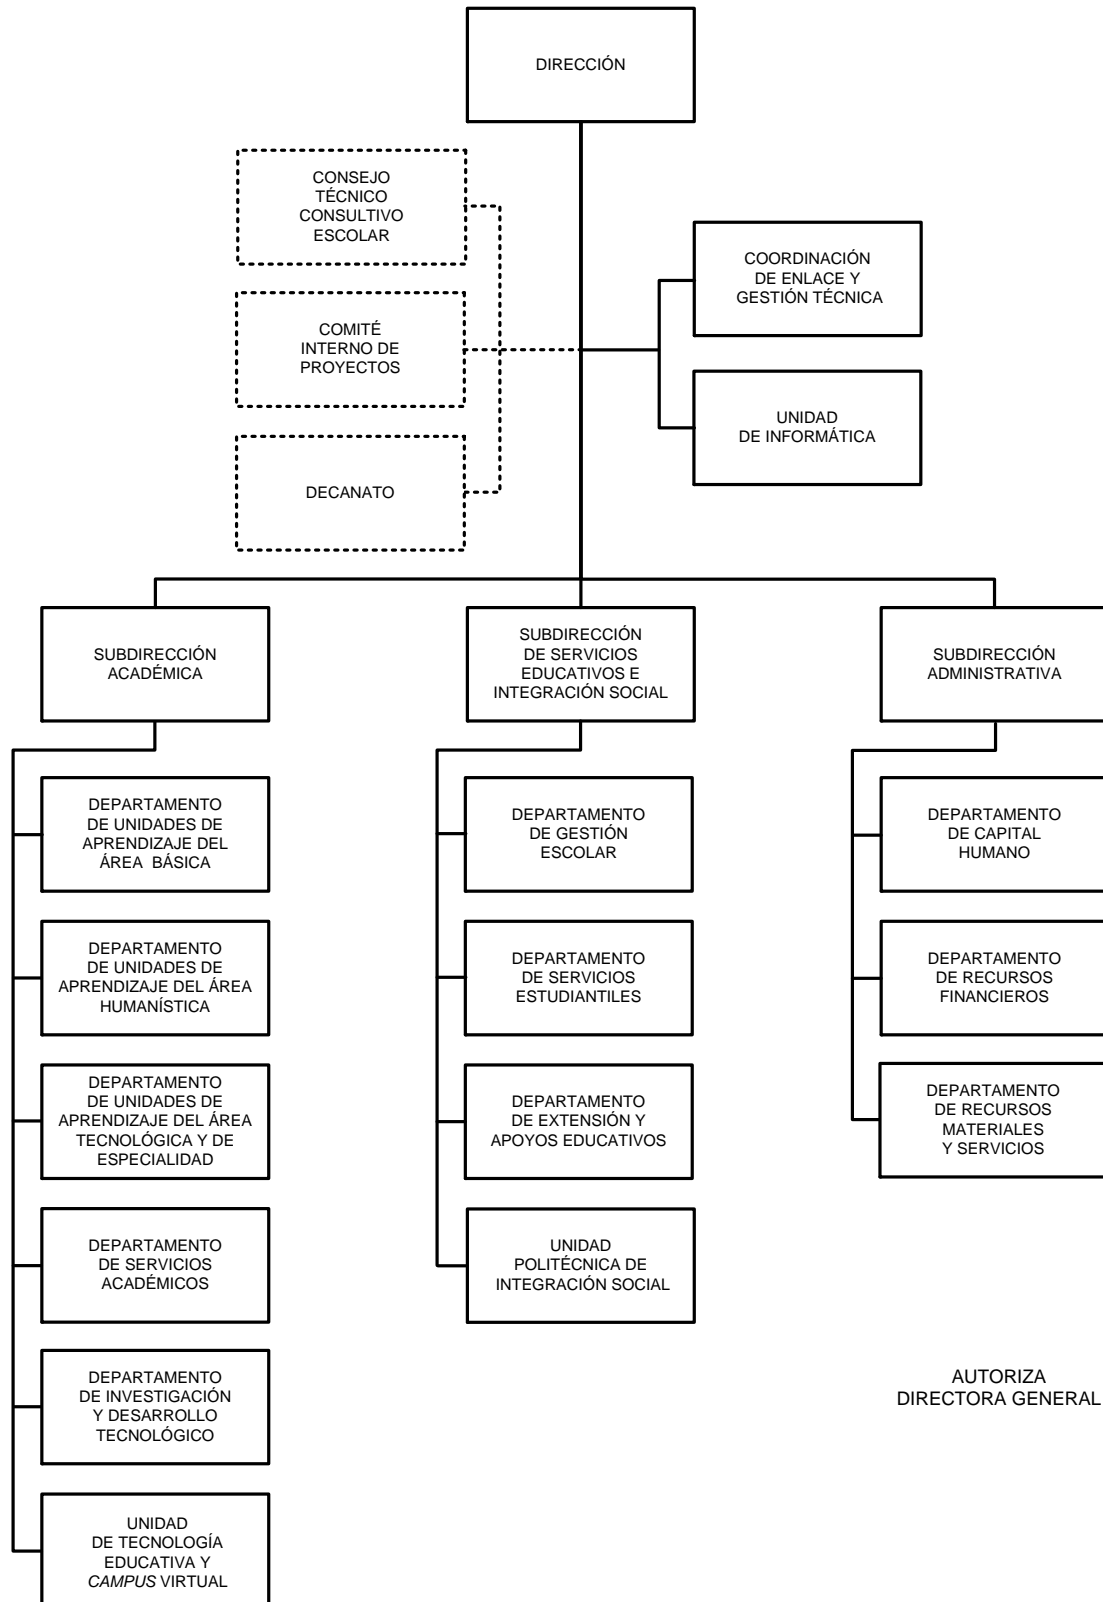 DIRECCIÓN
CONSEJO
TÉCNICO
CONSULTIVO
ESCOLAR
COORDINACIÓN
DE ENLACE Y
GESTIÓN TÉCNICA
COMITÉ
INTERNO DE
PROYECTOS
UNIDAD
DE INFORMÁTICA
DECANATO
SUBDIRECCIÓN
ACADÉMICA
SUBDIRECCIÓN
DE SERVICIOS
EDUCATIVOS E
INTEGRACIÓN SOCIAL
SUBDIRECCIÓN
ADMINISTRATIVA
DEPARTAMENTO
DE UNIDADES DE
APRENDIZAJE DEL
ÁREA  BÁSICA
DEPARTAMENTO
DE GESTIÓN
ESCOLAR
DEPARTAMENTO
DE CAPITAL
HUMANO
DEPARTAMENTO
DE UNIDADES DE
APRENDIZAJE DEL ÁREA
HUMANÍSTICA
DEPARTAMENTO
DE SERVICIOS
ESTUDIANTILES
DEPARTAMENTO
DE RECURSOS
FINANCIEROS
DEPARTAMENTO
DE UNIDADES DE
APRENDIZAJE DEL ÁREA
TECNOLÓGICA Y DE
ESPECIALIDAD
DEPARTAMENTO
DE EXTENSIÓN Y
APOYOS EDUCATIVOS
DEPARTAMENTO
DE RECURSOS
MATERIALES
Y SERVICIOS
DEPARTAMENTO
DE SERVICIOS
ACADÉMICOS
UNIDAD
POLITÉCNICA DE
INTEGRACIÓN SOCIAL
DEPARTAMENTO
DE INVESTIGACIÓN
Y DESARROLLO
TECNOLÓGICO
AUTORIZA
DIRECTORA GENERAL
UNIDAD
DE TECNOLOGÍA
EDUCATIVA Y
CAMPUS VIRTUAL